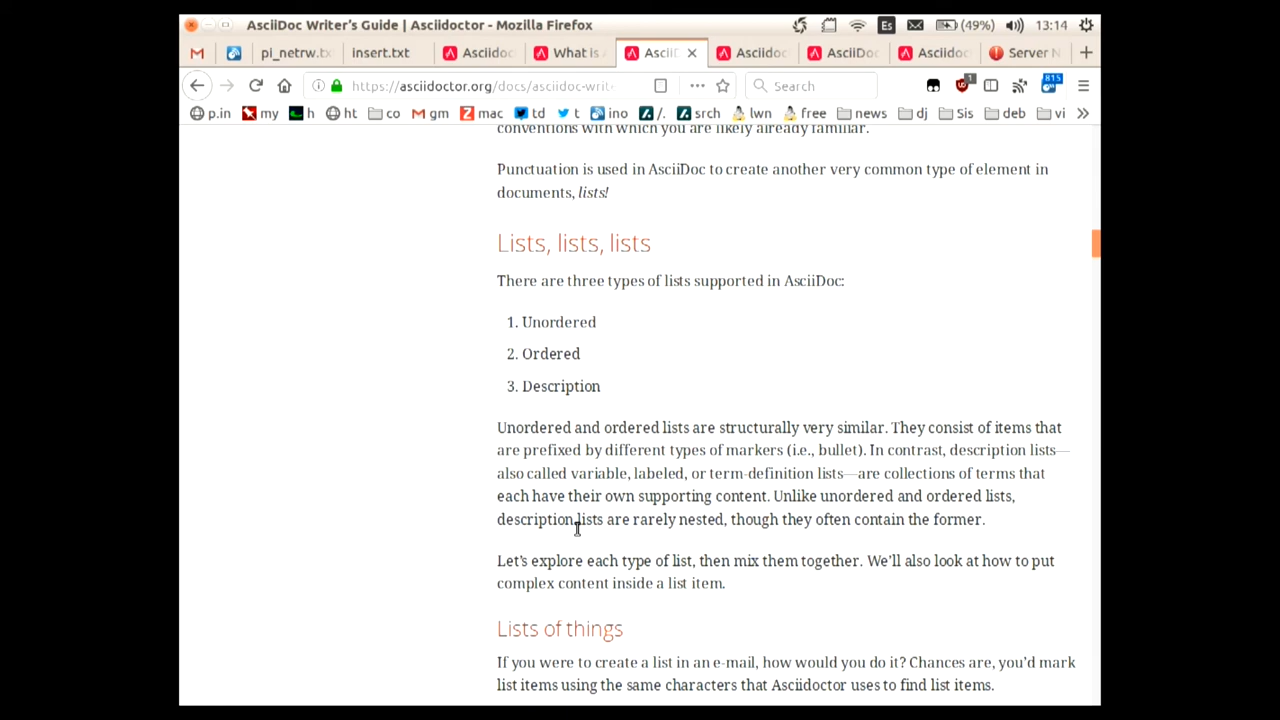 AsciiDoc Writer's Guide | Asciidoctor - Mozilla Firefox
Es
(49%)
13:14
pi_netrw.tx
insert.txt
Asciidoc
What is
AsciiD
Asciidoc
AsciiDoc
Asciidoc
Server N
https://asciidoctor.org/docs/asciidoc-writ
Search
1
815
p.in
my
h
ht
co
gm
mac
td
t
ino
/.
srch
lwn
free
news
dj
Sis
deb
vi
conventions with which you are likely already familiar.
Punctuation is used in AsciiDoc to create another very common type of element in
documents, lists!
Lists, lists, lists
There are three types of lists supported in AsciiDoc:
1. Unordered
2. Ordered
3. Description
Unordered and ordered lists are structurally very similar. They consist of items that
are prefixed by different types of markers (i.e., bullet). In contrast, description lists—
also called variable, labeled, or term-definition lists—are collections of terms that
each have their own supporting content. Unlike unordered and ordered lists,
description lists are rarely nested, though they often contain the former.
Let's explore each type of list, then mix them together. We'll also look at how to put
complex content inside a list item.
Lists of things
If you were to create a list in an e-mail, how would you do it? Chances are, you'd mark
list items using the same characters that Asciidoctor uses to find list items.